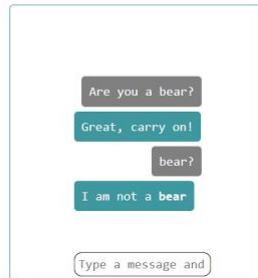 Are you a bear?
Great, carry on!
bear?
I am not a bear
Type a message and